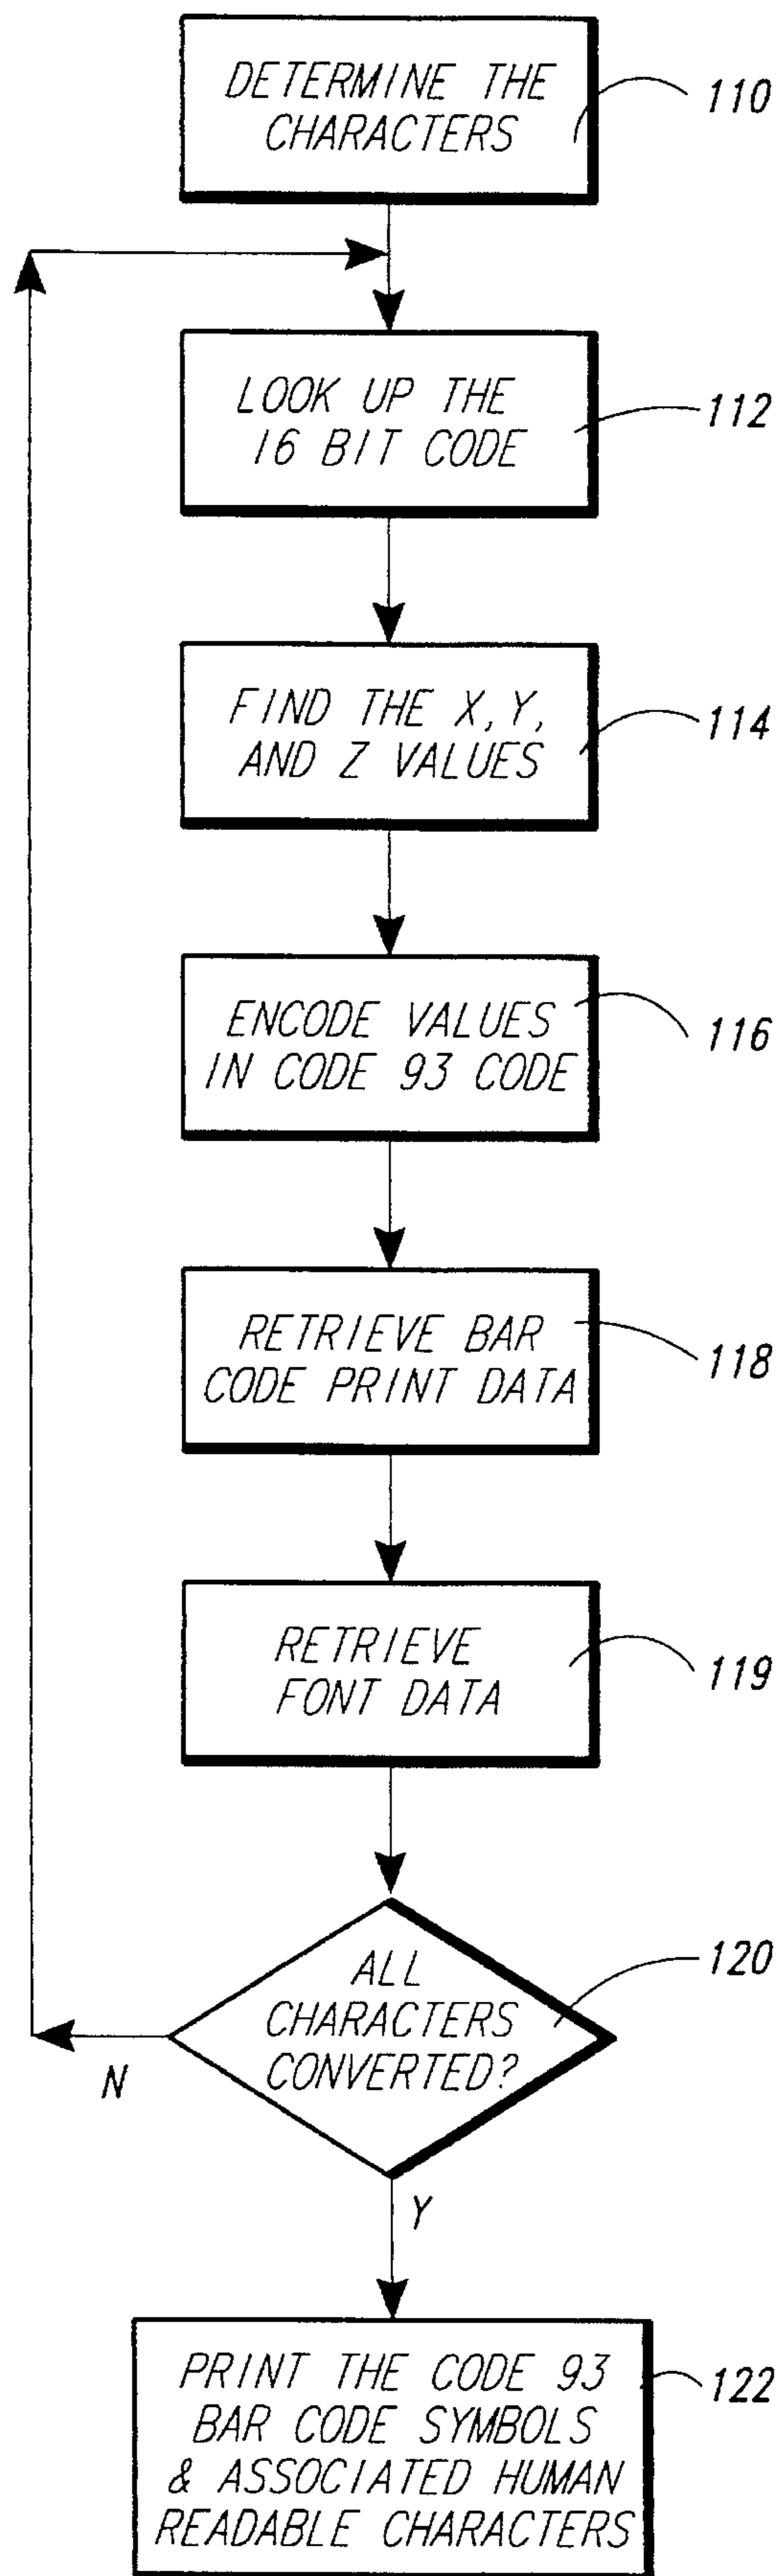 DETERMINE THE
CHARACTERS
110
LOOK UP THE
16 BIT CODE
112
FIND THE X, Y,
AND Z VALUES
114
ENCODE VALUES
IN CODE 93 CODE
116
RETRIEVE BAR
CODE PRINT DATA
118
RETRIEVE
FONT DATA
119
ALL
CHARACTERS
CONVERTED?
120
N
Y
PRINT THE CODE 93
BAR CODE SYMBOLS
& ASSOCIATED HUMAN
READABLE CHARACTERS
122